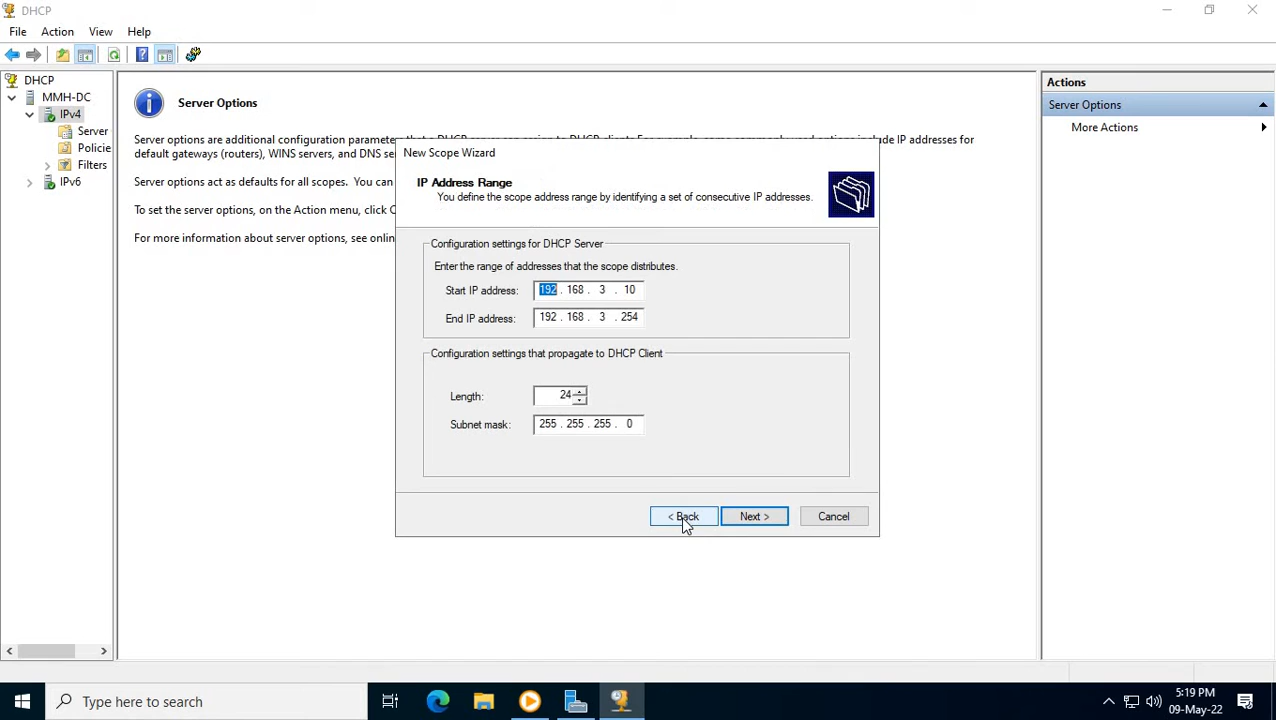 DHCP
File Action View Help
DHCP
MMH-DC
IPv4
Server
Policie
Filters
IPv6
Server Options
Server options are additional configuration parameters that a DHCP server
DHCP clients For example, some commonly used options include IP addresses for
default gateways (routers), WINS servers, and DNS se
Server options act as defaults for all scopes. You can
To set the server options, on the Action menu, click C
For more information about server options, see onlin
New Scope Wizard
IP Address Range
You define the scope address range by identifying a set of consecutive IP addresses.
Configuration settings for DHCP Server
Enter the range of addresses that the scope distributes.
Start IP address: 192 . 168 . 3 . 10
End IP address: 192 . 168 . 3 . 254
Configuration settings that propagate to DHCP Client
Length: 24
Subnet mask: 255 . 255 . 255 . 0
< Back Next > Cancel
Actions
Server Options
More Actions
Type here to search
5:19 PM
09-May-22